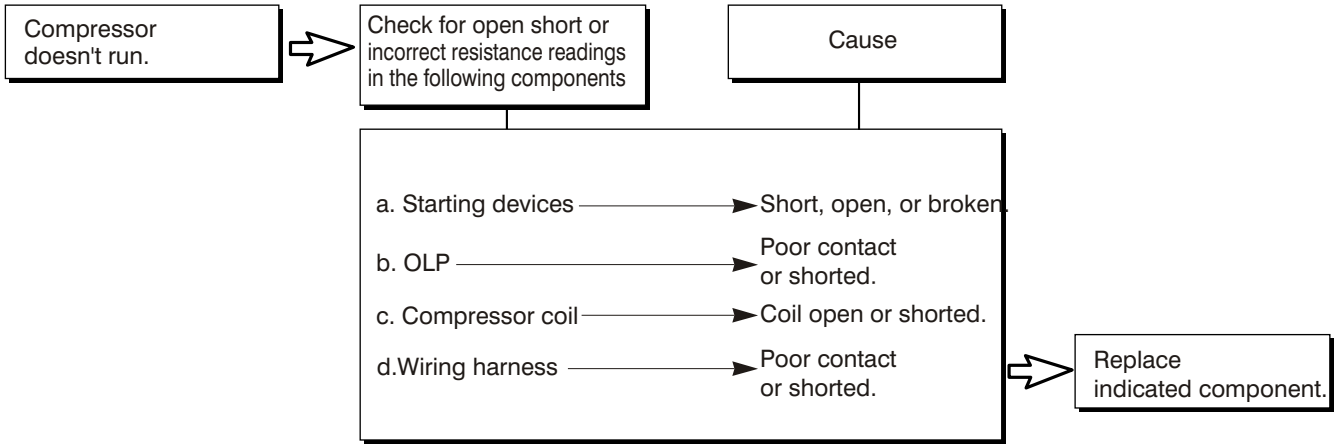 Compressor
doesn't run.
Check for open short or
incorrect resistance readings
in the following components
Cause
a. Starting devices
Short, open, or broken.
b. OLP
Poor contact
or shorted.
c. Compressor coil
Coil open or shorted.
d.Wiring harness
Poor contact
or shorted.
Replace
indicated component.